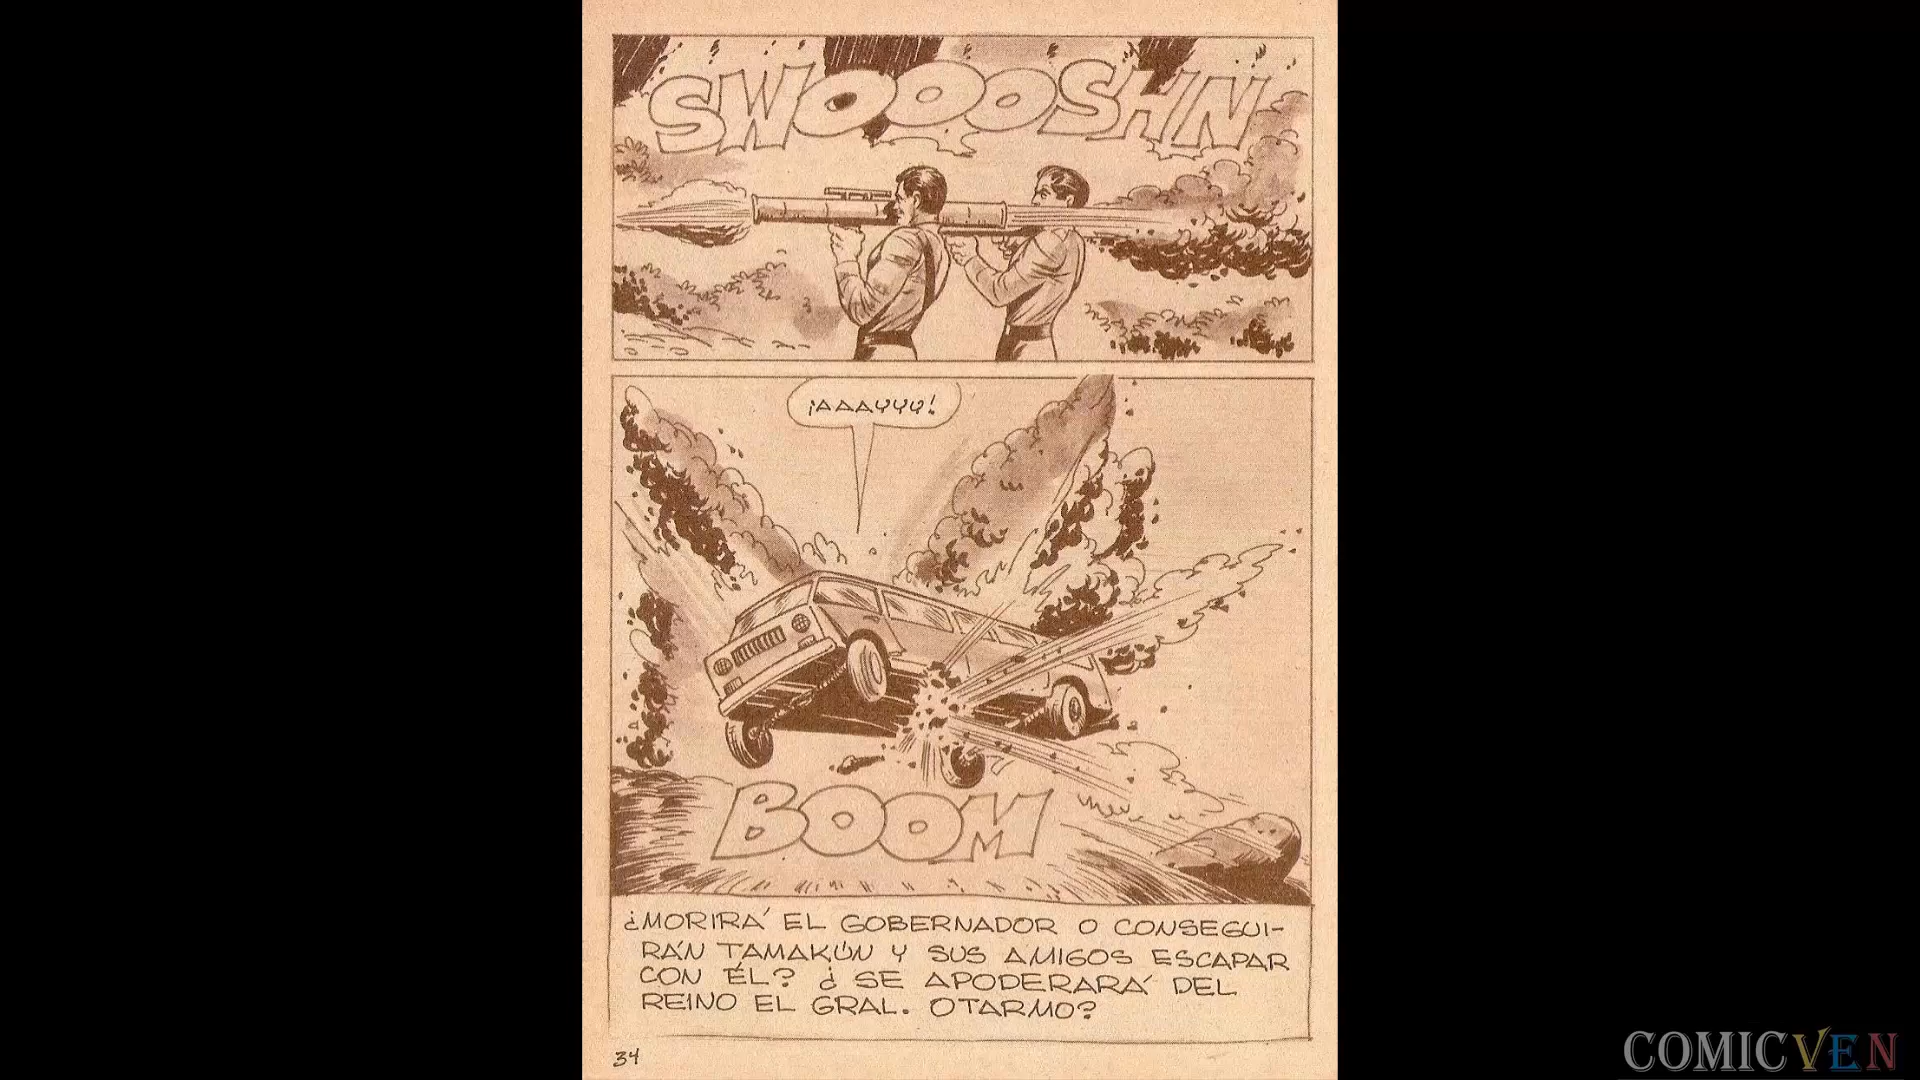 SWOOOSHN
¡AAAYYY!
BOOM
¿MORIRÁ EL GOBERNADOR O CONSEGUI-
RÁN TAMAKÚN Y SUS AMIGOS ESCAPAR
CON ÉL? ¿ SE APODERARÁ DEL
REINO EL GRAL. OTARMO?
34
COMICVEN